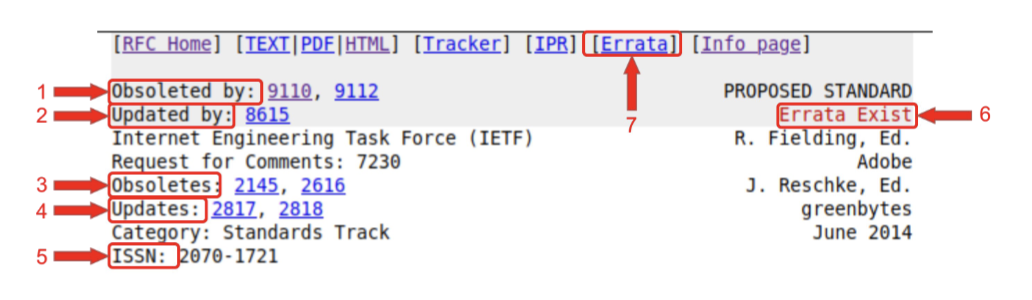 [RFC Home] [TEXT|PDF|HTML] [Tracker] [IPR] [Errata] [Info page]
1 Obsoleted by: 9110, 9112 PROPOSED STANDARD
2 Updated by: 8615 Errata Exist 6
7
Internet Engineering Task Force (IETF) R. Fielding, Ed.
Request for Comments: 7230 Adobe
3 Obsoletes: 2145, 2616 J. Reschke, Ed.
4 Updates: 2817, 2818 greenbytes
Category: Standards Track June 2014
5 ISSN: 2070-1721